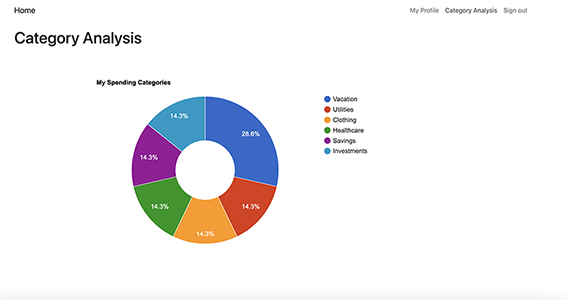 Home My Profile Category Analysis Sign out
Category Analysis
My Spending Categories
14.3% 28.6%
14.3% 14.3%
14.3% 14.3%
Vacation
Utilities
Clothing
Healthcare
Savings
Investments